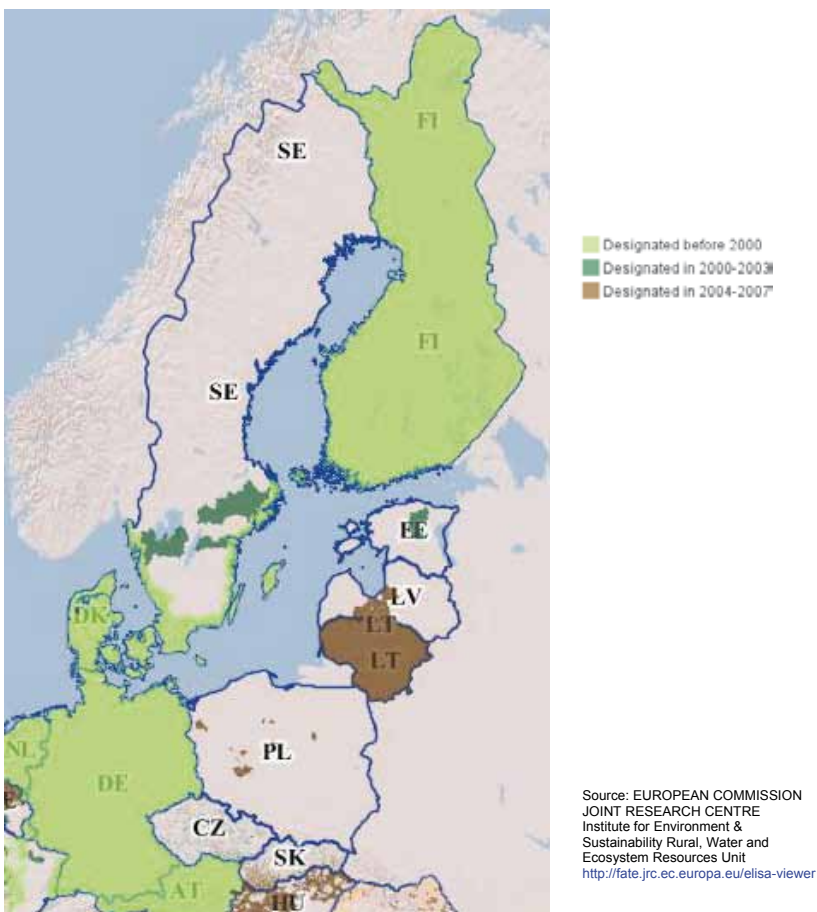 FI
SE
FI
SE
EE
LV
DK
LT
LT
NL
PL
DE
CZ
SK
AT
HU
Designated before 2000
Designated in 2000-2003
Designated in 2004-2007
Source: EUROPEAN COMMISSION
JOINT RESEARCH CENTRE
Institute for Environment &
Sustainability Rural, Water and
Ecosystem Resources Unit
http://fate.jrc.ec.europa.eu/elisa-viewer